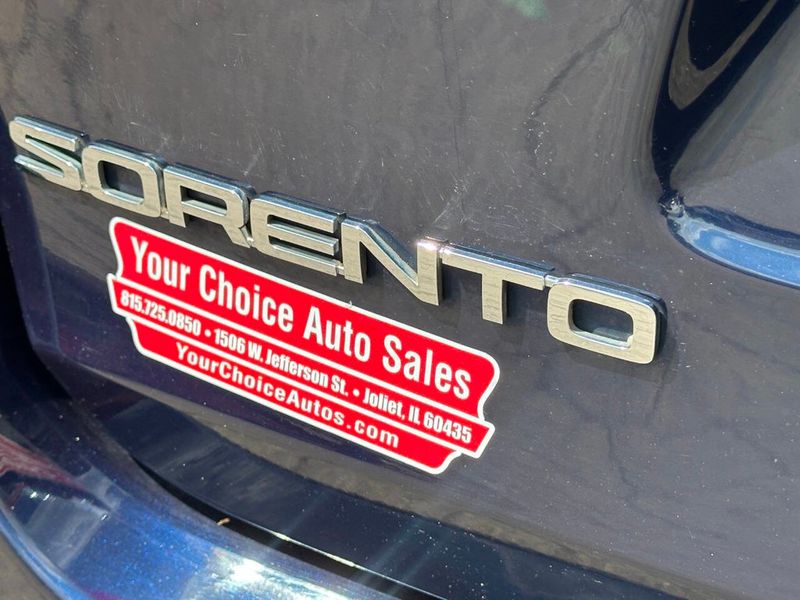 SORENTO
Your Choice Auto Sales
815.725.0850 • 1506 W. Jefferson St. • Joliet, IL 60435
YourChoiceAutos.com